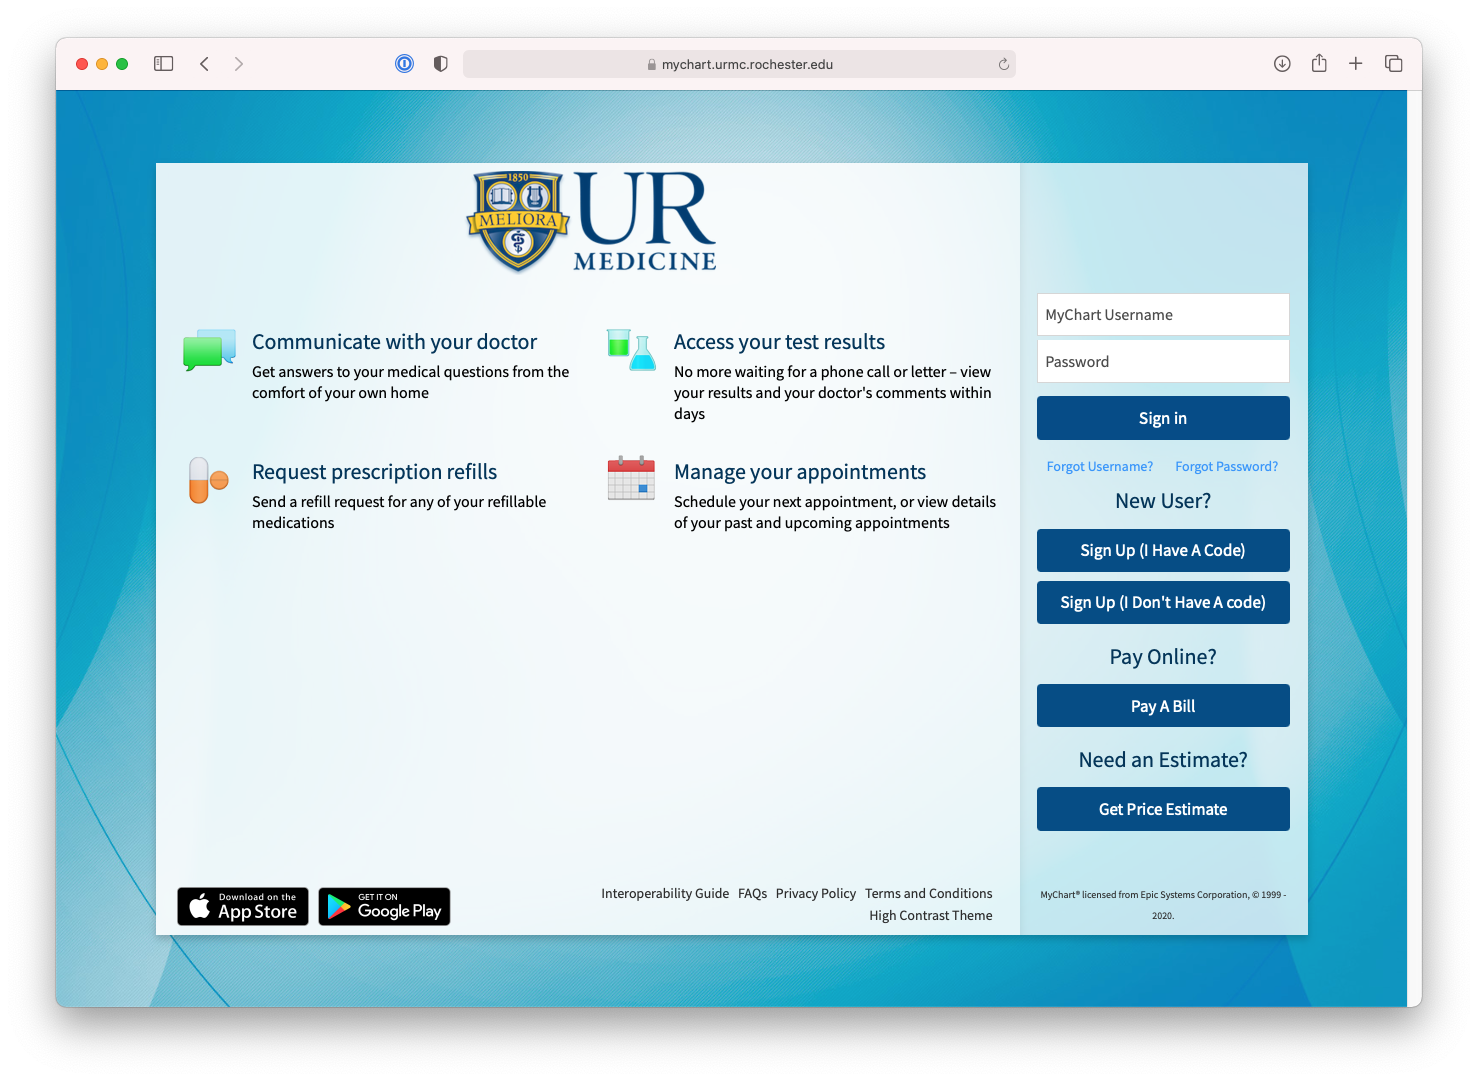 mychart.urmc.rochester.edu
1850
MELIORA
UR
MEDICINE
Communicate with your doctor
Get answers to your medical questions from the
comfort of your own home
Access your test results
No more waiting for a phone call or letter – view
your results and your doctor's comments within
days
Request prescription refills
Send a refill request for any of your refillable
medications
Manage your appointments
Schedule your next appointment, or view details
of your past and upcoming appointments
MyChart Username
Password
Sign in
Forgot Username? Forgot Password?
New User?
Sign Up (I Have A Code)
Sign Up (I Don't Have A code)
Pay Online?
Pay A Bill
Need an Estimate?
Get Price Estimate
Download on the
App Store
GET IT ON
Google Play
Interoperability Guide FAQs Privacy Policy Terms and Conditions
High Contrast Theme
MyChart® licensed from Epic Systems Corporation, © 1999 -
2020.